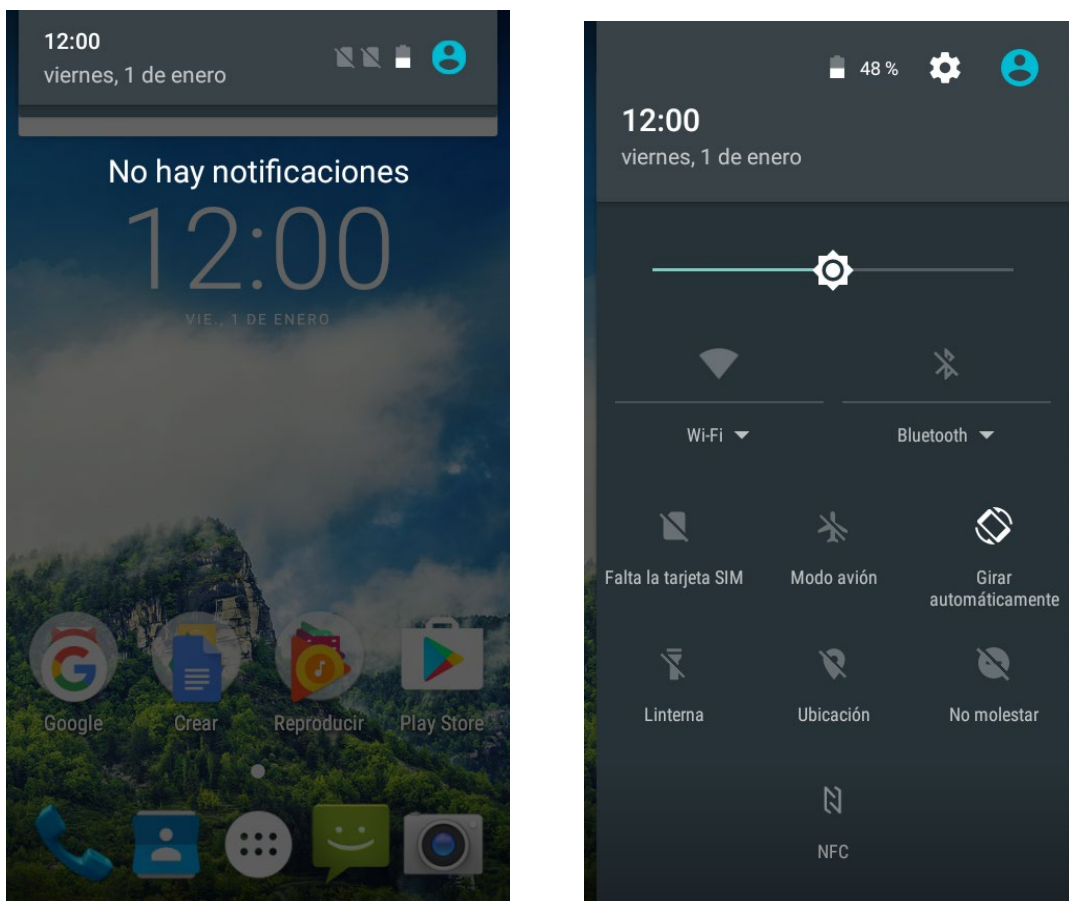 12:00
viernes, 1 de enero
No hay notificaciones
12:00
VIE., 1 DE ENERO
Google
Crear
Reproducir
Play Store
48 %
12:00
viernes, 1 de enero
Wi-Fi
Bluetooth
Falta la tarjeta SIM
Modo avión
Girar
automáticamente
Linterna
Ubicación
No molestar
NFC